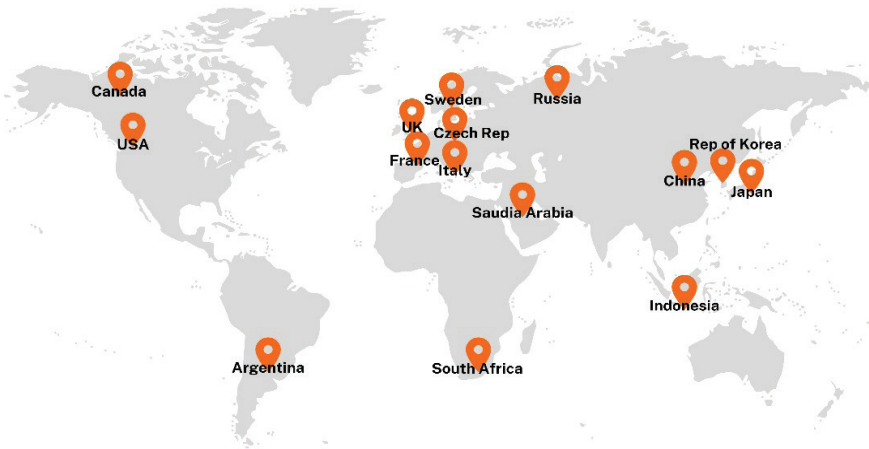 Canada
Sweden
Russia
UK
Czech Rep
USA
Rep of Korea
France
Italy
China
Japan
Saudia Arabia
Indonesia
Argentina
South Africa